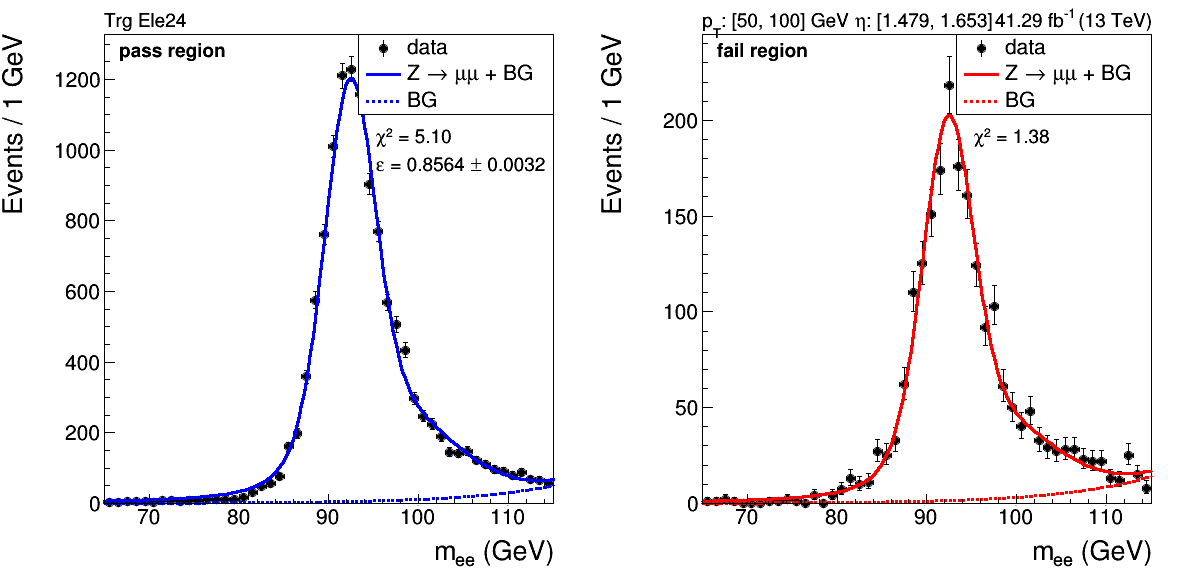 Trg Ele24
pass region
data
Z → μμ + BG
BG
χ² = 5.10
ε = 0.8564 ± 0.0032
Events / 1 GeV
0
200
400
600
800
1000
1200
70
80
90
100
110
m_ee (GeV)
p_T: [50, 100] GeV η: [1.479, 1.653] 41.29 fb⁻¹ (13 TeV)
fail region
data
Z → μμ + BG
BG
χ² = 1.38
Events / 1 GeV
0
50
100
150
200
70
80
90
100
110
m_ee (GeV)